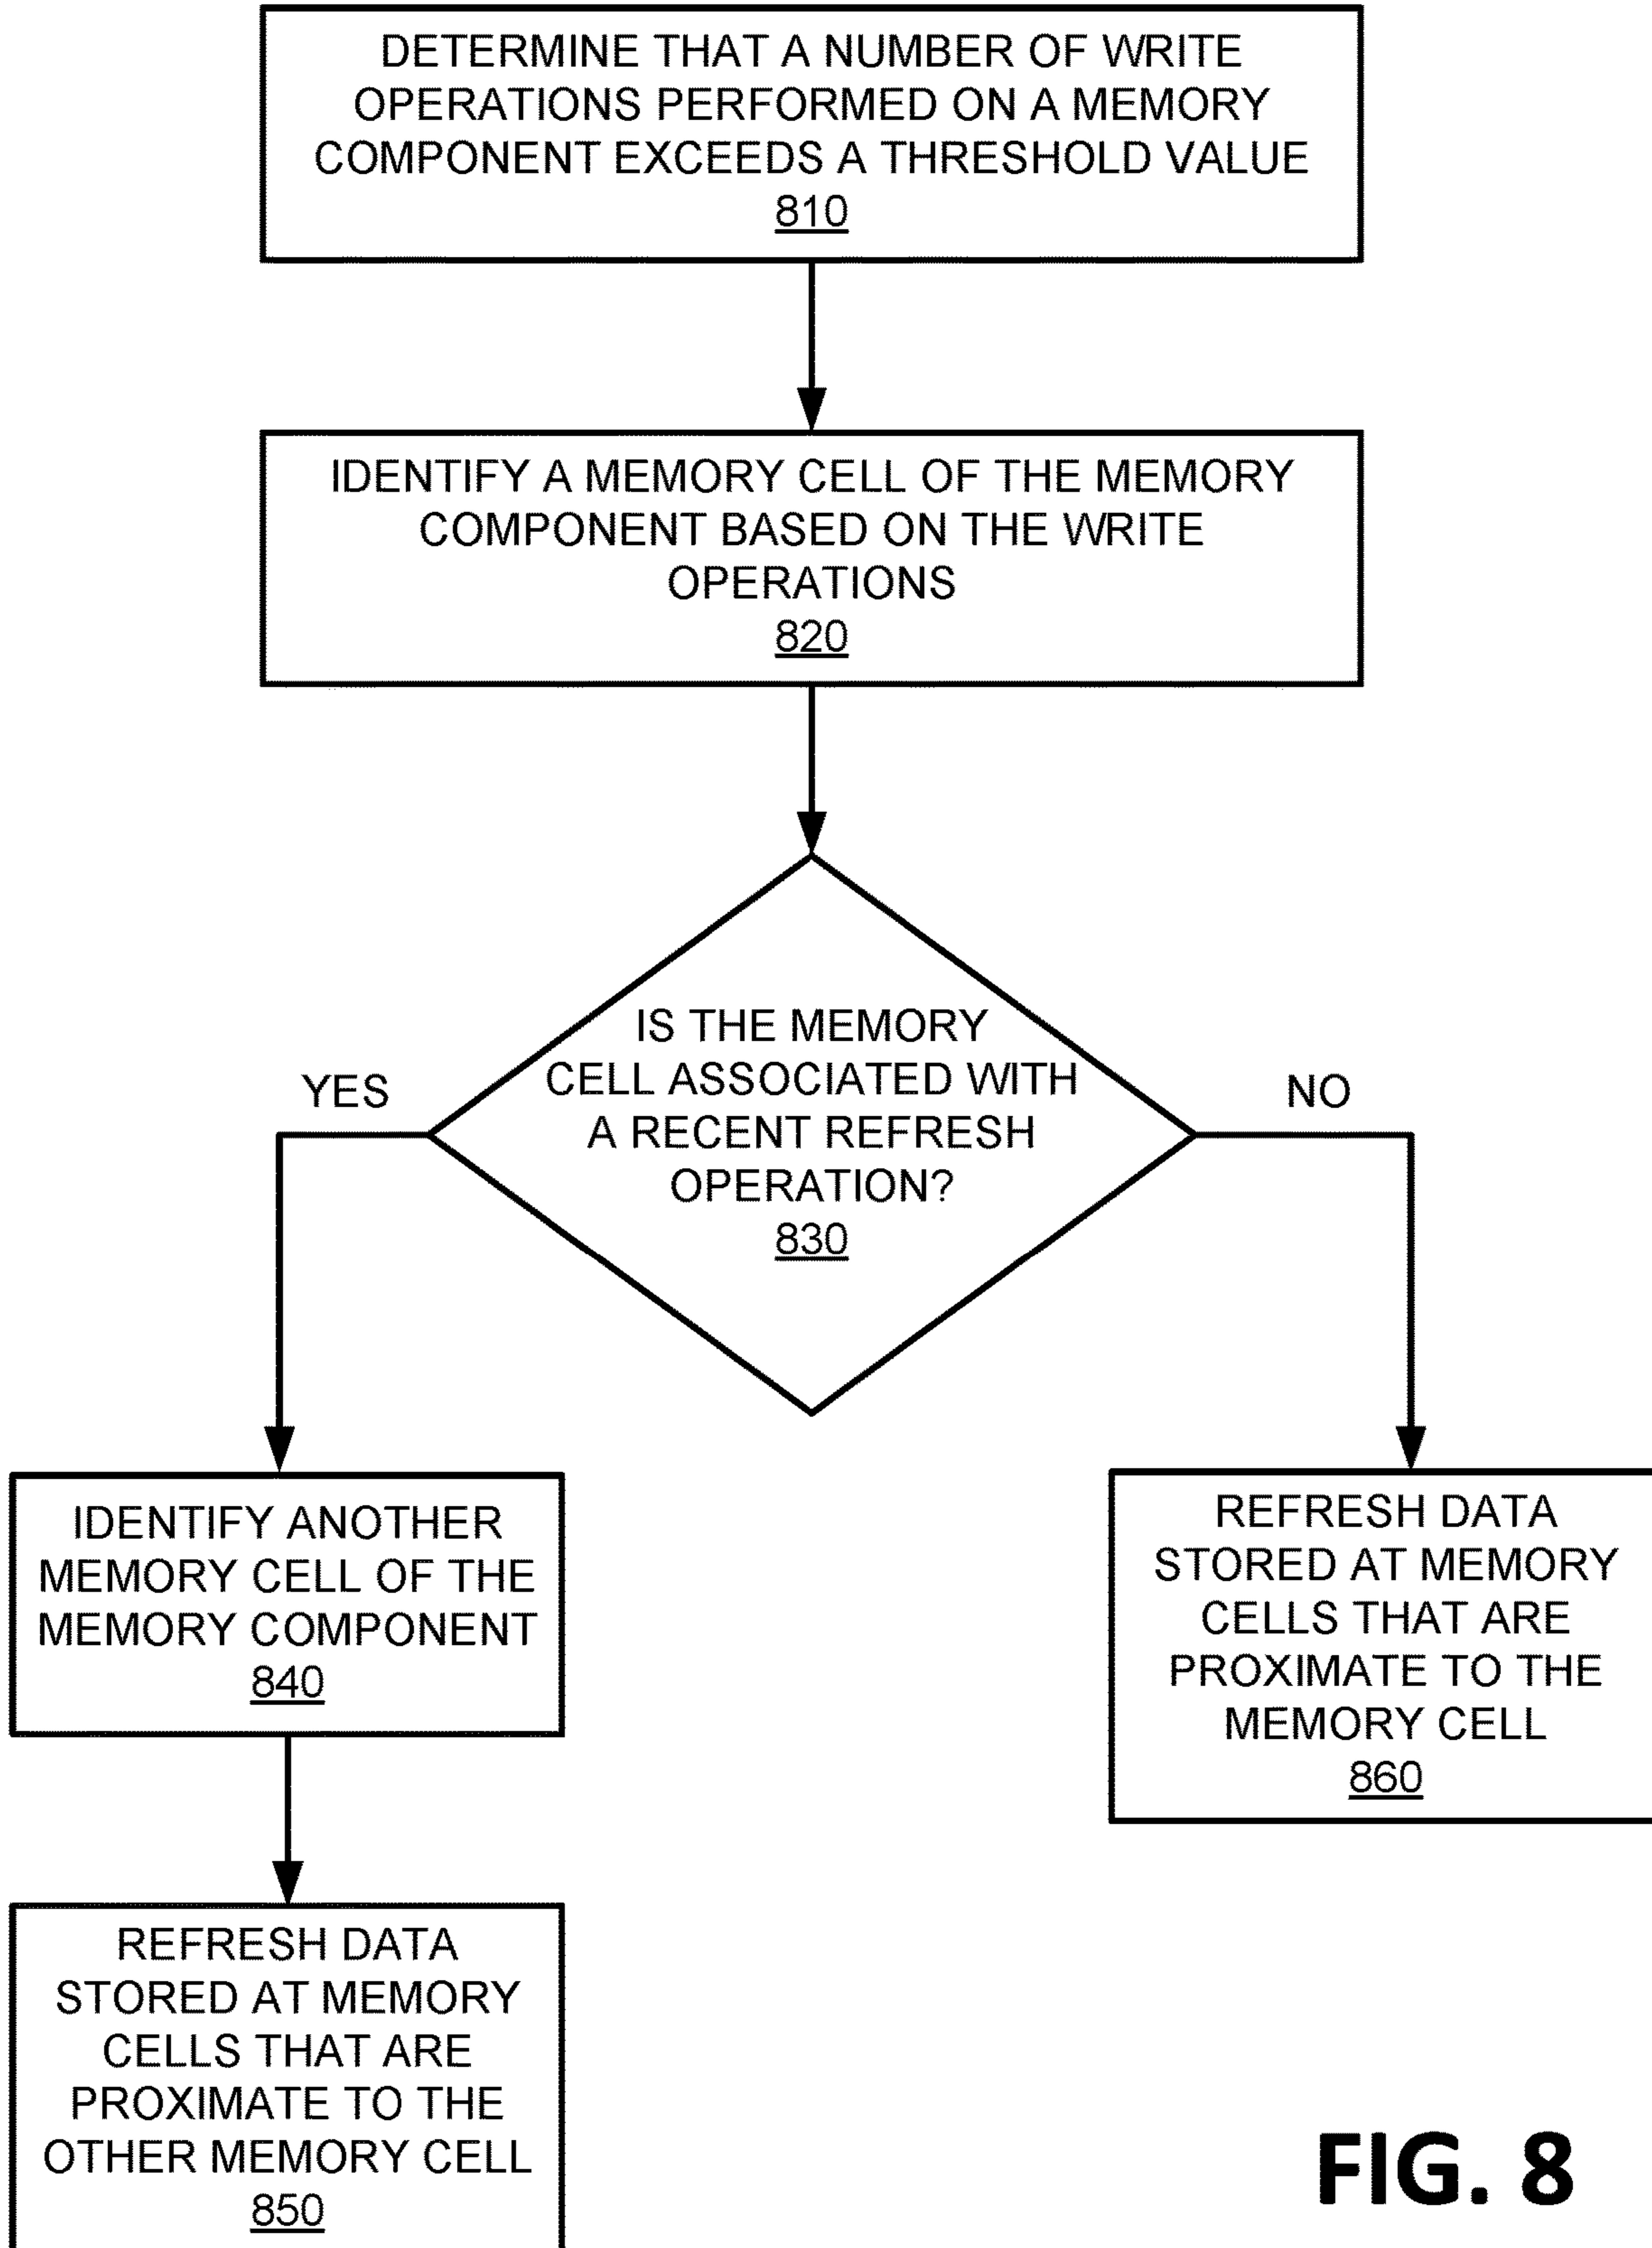 DETERMINE THAT A NUMBER OF WRITE
OPERATIONS PERFORMED ON A MEMORY
COMPONENT EXCEEDS A THRESHOLD VALUE
810
IDENTIFY A MEMORY CELL OF THE MEMORY
COMPONENT BASED ON THE WRITE
OPERATIONS
820
IS THE MEMORY
CELL ASSOCIATED WITH
A RECENT REFRESH
OPERATION?
830
YES
NO
IDENTIFY ANOTHER
MEMORY CELL OF THE
MEMORY COMPONENT
840
REFRESH DATA
STORED AT MEMORY
CELLS THAT ARE
PROXIMATE TO THE
OTHER MEMORY CELL
850
REFRESH DATA
STORED AT MEMORY
CELLS THAT ARE
PROXIMATE TO THE
MEMORY CELL
860
FIG. 8